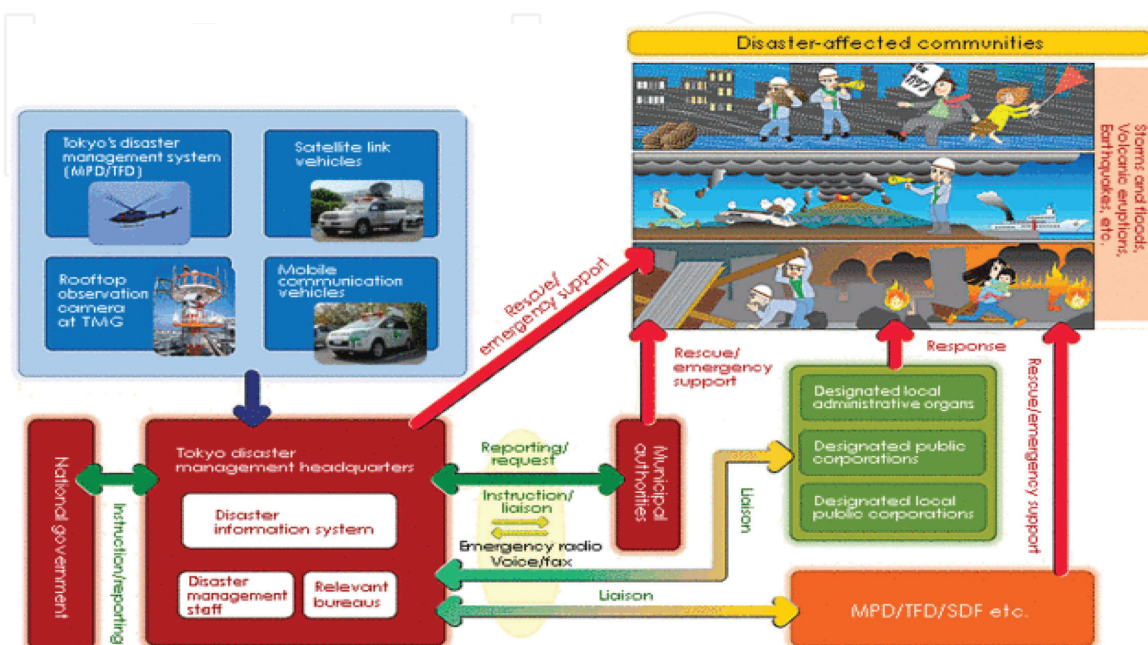 Disaster-affected communities
Storms and floods,
Volcanic eruptions,
Earthquakes, etc.
Tokyo's disaster
management system
(MPD/TFD)
Satellite link
vehicles
Rooftop
observation
camera
at TMG
Mobile
communication
vehicles
Rescue/
emergency support
Rescue/
emergency
support
Response
Rescue/emergency support
Designated local
administrative organs
Designated public
corporations
Designated local
public corporations
National government
Instruction/reporting
Tokyo disaster
management headquarters
Disaster
information system
Disaster
management
staff
Relevant
bureaus
Reporting/
request
Instruction/
liaison
Emergency radio
Voice/fax
Municipal
authorities
Liaison
Liaison
MPD/TFD/SDF etc.